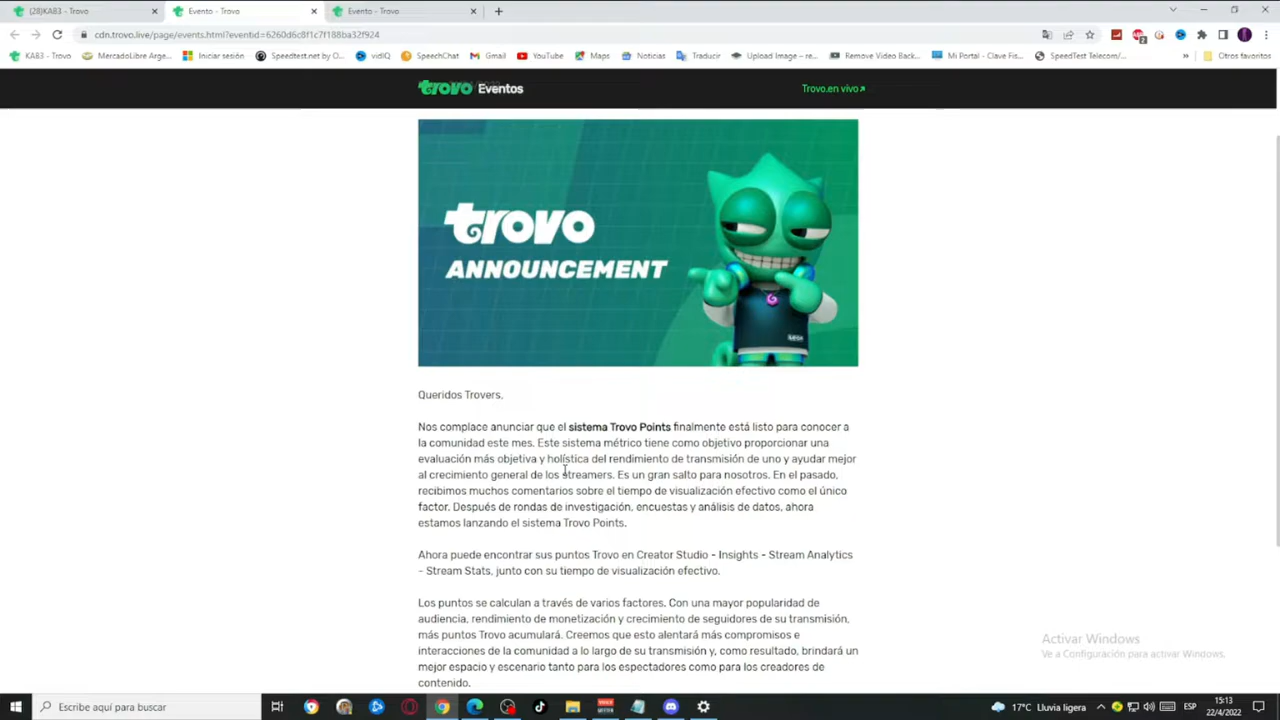 (28)KAB3 - Trovo
Evento - Trovo
Evento - Trovo
cdn.trovo.live/page/events.html?eventid=6260d6c8f1c7f188ba32f924
KAB3 - Trovo
MercadoLibre Arge...
Iniciar sesión
Speedtest.net by O...
vidIQ
SpeechChat
Gmail
YouTube
Maps
Noticias
Traducir
Upload Image – re...
Remove Video Back...
Mi Portal - Clave Fis...
SpeedTest Telecom/...
»
Otros favoritos
trovo Eventos
Trovo.en vivo
trovo
ANNOUNCEMENT
Queridos Trovers,
Nos complace anunciar que el sistema Trovo Points finalmente está listo para conocer a
la comunidad este mes. Este sistema métrico tiene como objetivo proporcionar una
evaluación más objetiva y holística del rendimiento de transmisión de uno y ayudar mejor
al crecimiento general de los streamers. Es un gran salto para nosotros. En el pasado,
recibimos muchos comentarios sobre el tiempo de visualización efectivo como el único
factor. Después de rondas de investigación, encuestas y análisis de datos, ahora
estamos lanzando el sistema Trovo Points.
Ahora puede encontrar sus puntos Trovo en Creator Studio - Insights - Stream Analytics
- Stream Stats, junto con su tiempo de visualización efectivo.
Los puntos se calculan a través de varios factores. Con una mayor popularidad de
audiencia, rendimiento de monetización y crecimiento de seguidores de su transmisión,
más puntos Trovo acumulará. Creemos que esto alentará más compromisos e
interacciones de la comunidad a lo largo de su transmisión y, como resultado, brindará un
mejor espacio y escenario tanto para los espectadores como para los creadores de
contenido.
Activar Windows
Ve a Configuración para activar Windows.
Escribe aquí para buscar
17°C Lluvia ligera
ESP
15:13
22/4/2022